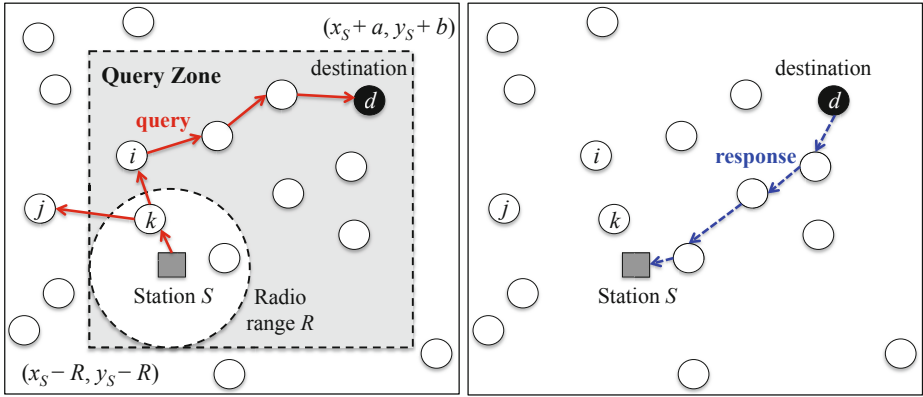 (x_S + a, y_S + b)
Query Zone
destination
d
query
i
j
k
Station S
Radio
range R
(x_S − R, y_S − R)
destination
d
response
i
j
k
Station S